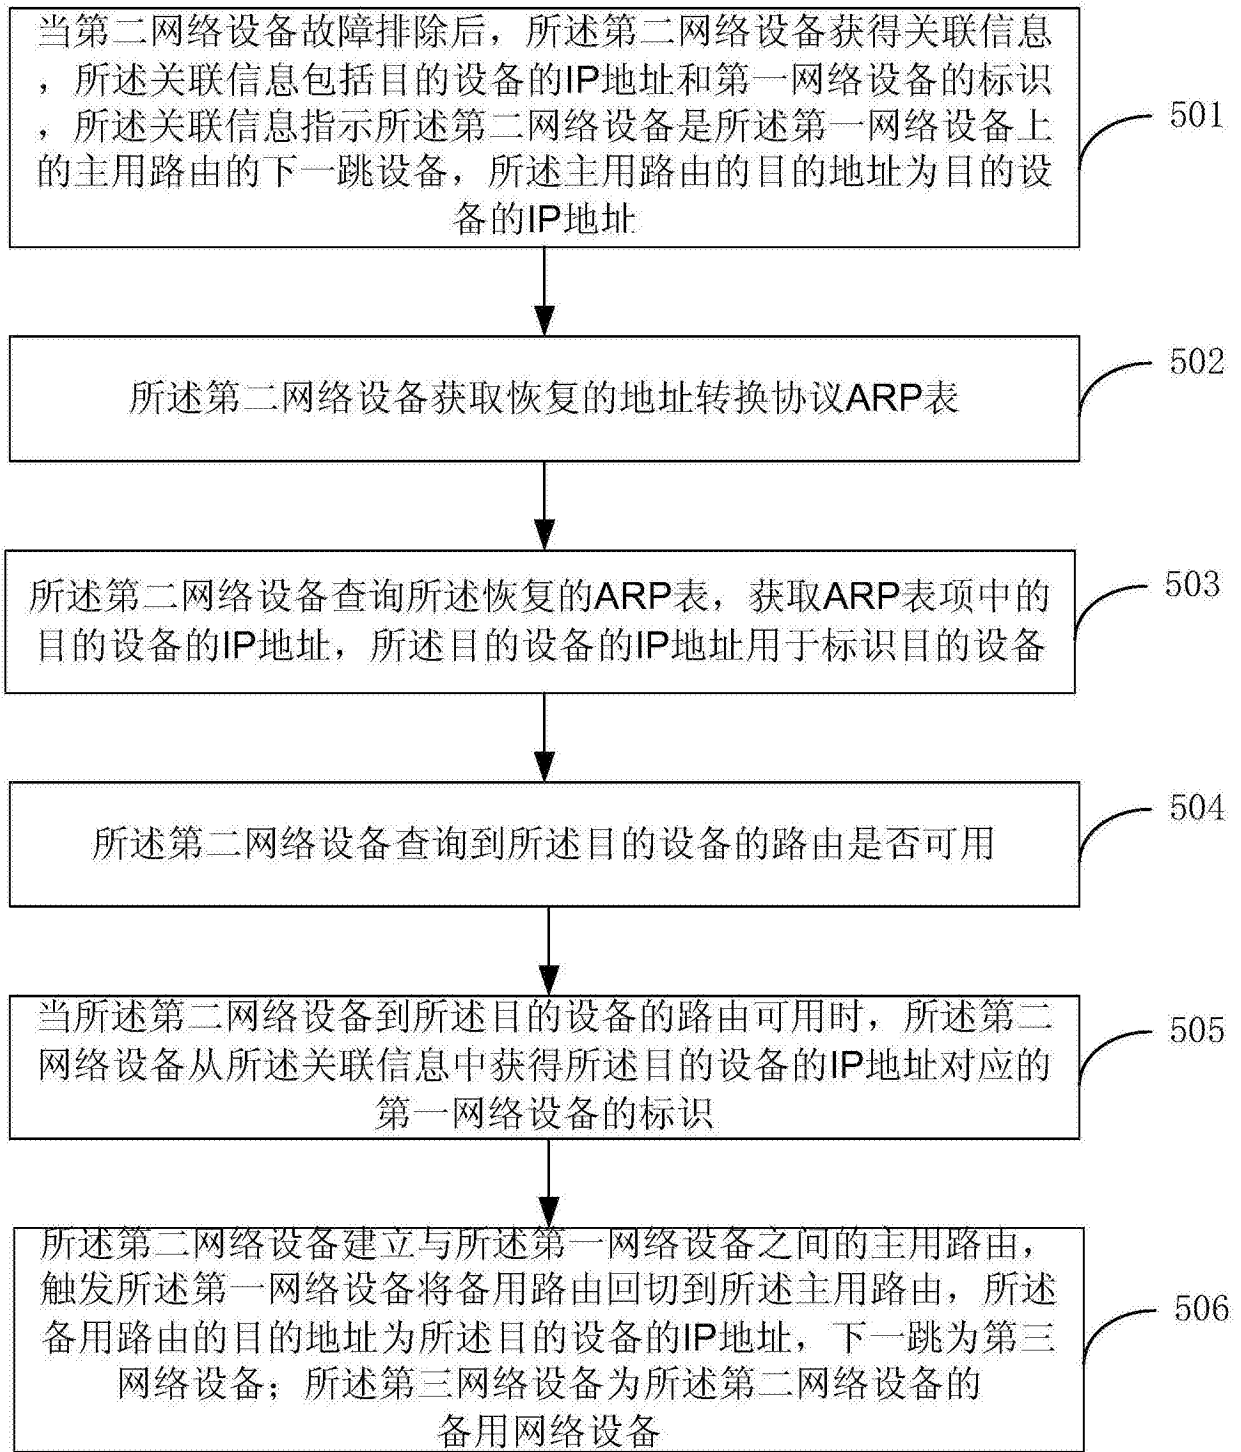 当第二网络设备故障排除后，所述第二网络设备获得关联信息
，所述关联信息包括目的设备的IP地址和第一网络设备的标识
，所述关联信息指示所述第二网络设备是所述第一网络设备上
的主用路由的下一跳设备，所述主用路由的目的地址为目的设
备的IP地址
501
所述第二网络设备获取恢复的地址转换协议ARP表
502
所述第二网络设备查询所述恢复的ARP表，获取ARP表项中的
目的设备的IP地址，所述目的设备的IP地址用于标识目的设备
503
所述第二网络设备查询到所述目的设备的路由是否可用
504
当所述第二网络设备到所述目的设备的路由可用时，所述第二
网络设备从所述关联信息中获得所述目的设备的IP地址对应的
第一网络设备的标识
505
所述第二网络设备建立与所述第一网络设备之间的主用路由，
触发所述第一网络设备将备用路由回切到所述主用路由，所述
备用路由的目的地址为所述目的设备的IP地址，下一跳为第三
网络设备；所述第三网络设备为所述第二网络设备的
备用网络设备
506